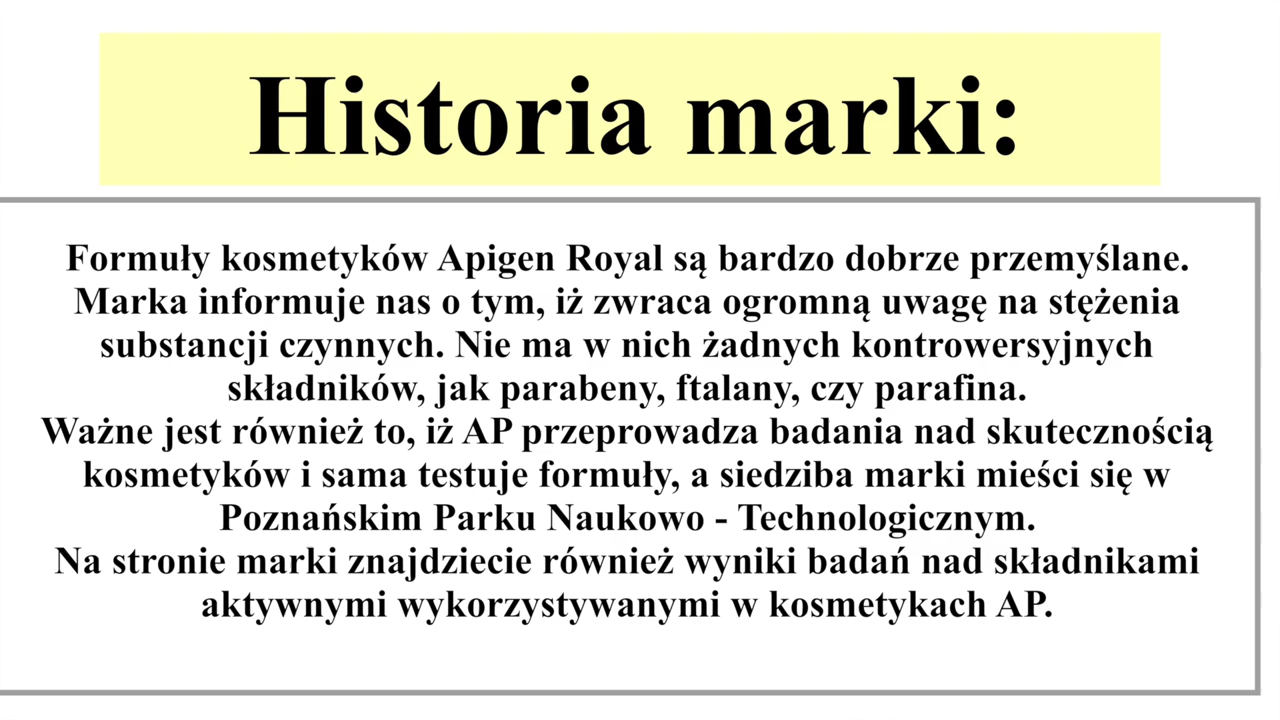 Historia marki:
Formuły kosmetyków Apigen Royal są bardzo dobrze przemyślane.
Marka informuje nas o tym, iż zwraca ogromną uwagę na stężenia
substancji czynnych. Nie ma w nich żadnych kontrowersyjnych
składników, jak parabeny, ftalany, czy parafina.
Ważne jest również to, iż AP przeprowadza badania nad skutecznością
kosmetyków i sama testuje formuły, a siedziba marki mieści się w
Poznańskim Parku Naukowo - Technologicznym.
Na stronie marki znajdziecie również wyniki badań nad składnikami
aktywnymi wykorzystywanymi w kosmetykach AP.